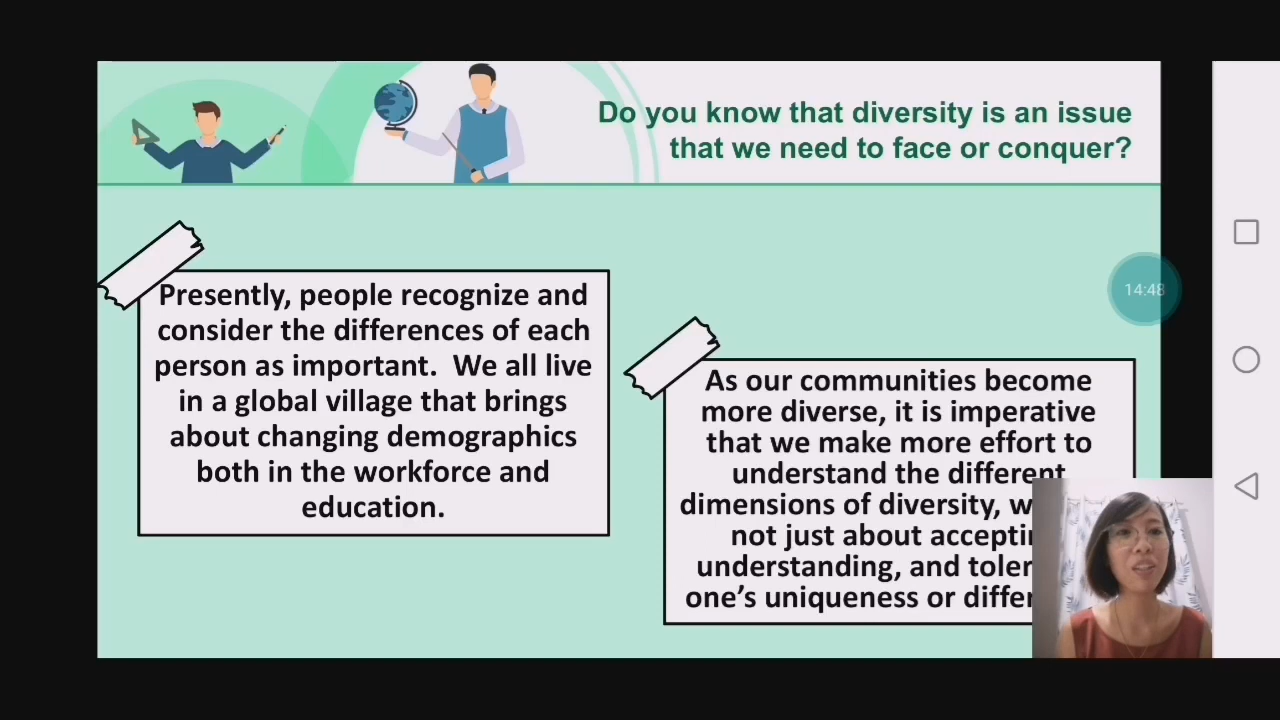 Do you know that diversity is an issue
that we need to face or conquer?
Presently, people recognize and
consider the differences of each
person as important.  We all live
in a global village that brings
about changing demographics
both in the workforce and
education.
14:48
As our communities become
more diverse, it is imperative
that we make more effort to
understand the different
dimensions of diversity,
not just about
understanding, and
one’s uniqueness or